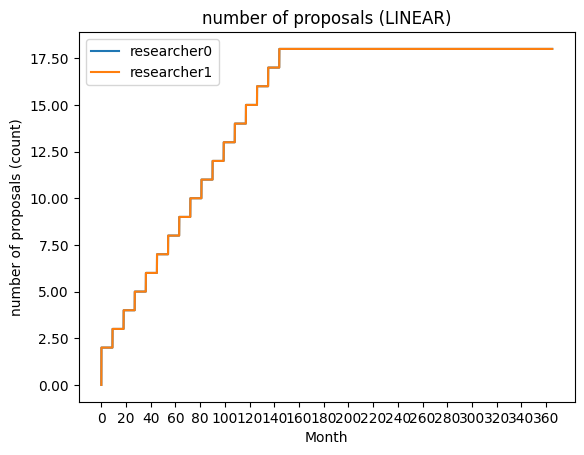 number of proposals (LINEAR)
researcher0
researcher1
number of proposals (count)
17.50
15.00
12.50
10.00
7.50
5.00
2.50
0.00
0 20 40 60 80 100 120 140 160 180 200 220 240 260 280 300 320 340 360
Month